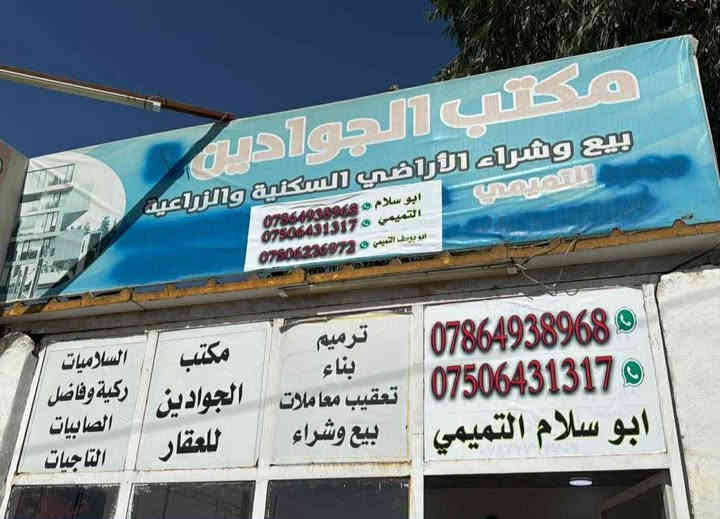 مكتب الجوادين
بيع وشراء الأراضي السكنية والزراعية
التميمي
ابو سلام 07864938968
التميمي 07506431317
ابو يوسف التميمي 07806236972
السلاميات
ركية وفاضل
الصابيات
التاجيات
مكتب
الجوادين
للعقار
ترميم
بناء
تعقيب معاملات
بيع وشراء
07864938968
07506431317
ابو سلام التميمي